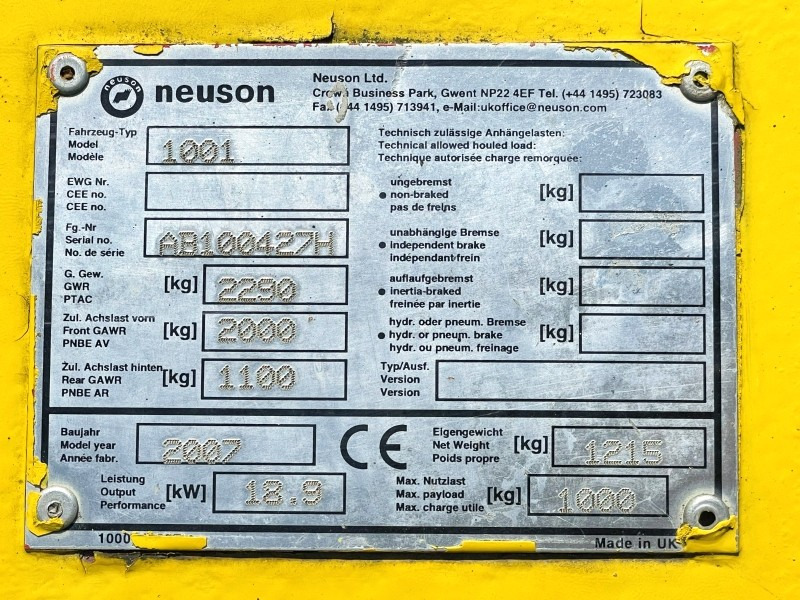 neuson
neuson
Neuson Ltd.
Crown Business Park, Gwent NP22 4EF Tel. (+44 1495) 723083
Fax (+44 1495) 713941, e-Mail:ukoffice@neuson.com
Fahrzeug-Typ
Model
Modèle
1001
EWG Nr.
CEE no.
CEE no.
Fg.-Nr
Serial no.
No. de série
AB100427H
G. Gew.
GWR
PTAC
[kg]
2290
Zul. Achslast vorn
Front GAWR
PNBE AV
[kg]
2000
Zul. Achslast hinten
Rear GAWR
PNBE AR
[kg]
1100
Technisch zulässige Anhängelasten:
Technical allowed houled load:
Technique autorisée charge remorquée:
ungebremst
• non-braked
pas de freins
[kg]
unabhängige Bremse
• independent brake
indépendant frein
[kg]
auflaufgebremst
• inertia-braked
freinée par inertie
[kg]
hydr. oder pneum. Bremse
• hydr. or pneum. brake
hydr. ou pneum. freinage
[kg]
Typ/Ausf.
Version
Version
Baujahr
Model year
Année fabr.
2007
CE
Eigengewicht
Net Weight
Poids propre
[kg]
1215
Leistung
Output
Performance
[kW]
18.9
Max. Nutzlast
Max. payload
Max. charge utile
[kg]
1000
1000
Made in UK